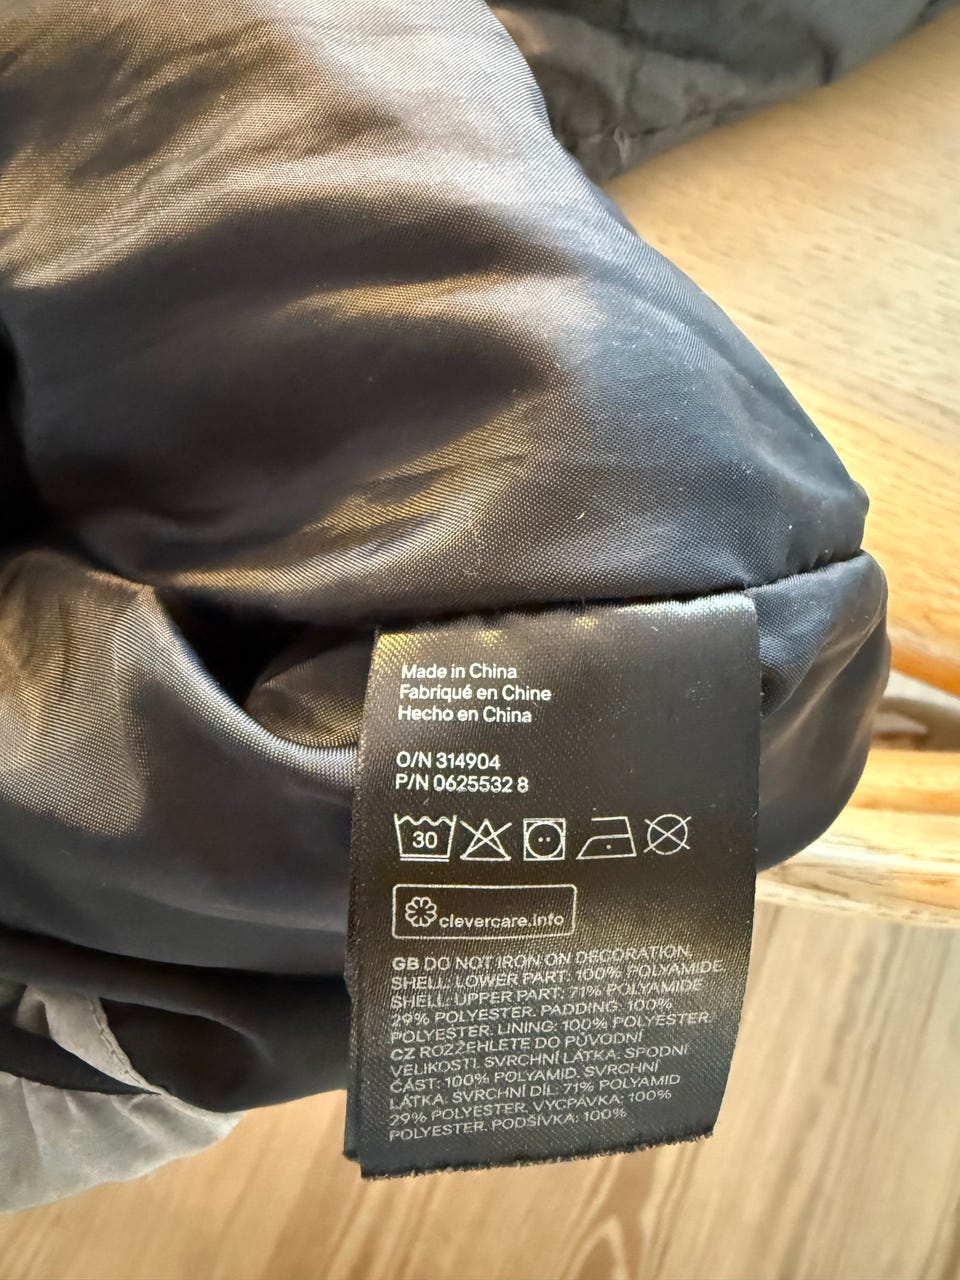 Made in China
Fabriqué en Chine
Hecho en China
O/N 314904
P/N 0625532 8
30
clevercare.info
GB DO NOT IRON ON DECORATION.
SHELL: LOWER PART: 100% POLYAMIDE.
SHELL: UPPER PART: 71% POLYAMIDE
29% POLYESTER. PADDING: 100%
POLYESTER. LINING: 100% POLYESTER.
CZ ROZŽEHLETE DO PŮVODNÍ
VELIKOSTI. SVRCHNÍ LÁTKA: SPODNÍ
ČÁST: 100% POLYAMID. SVRCHNÍ
LÁTKA: SVRCHNÍ DÍL: 71% POLYAMID
29% POLYESTER. VYCPÁVKA: 100%
POLYESTER. PODŠÍVKA: 100%